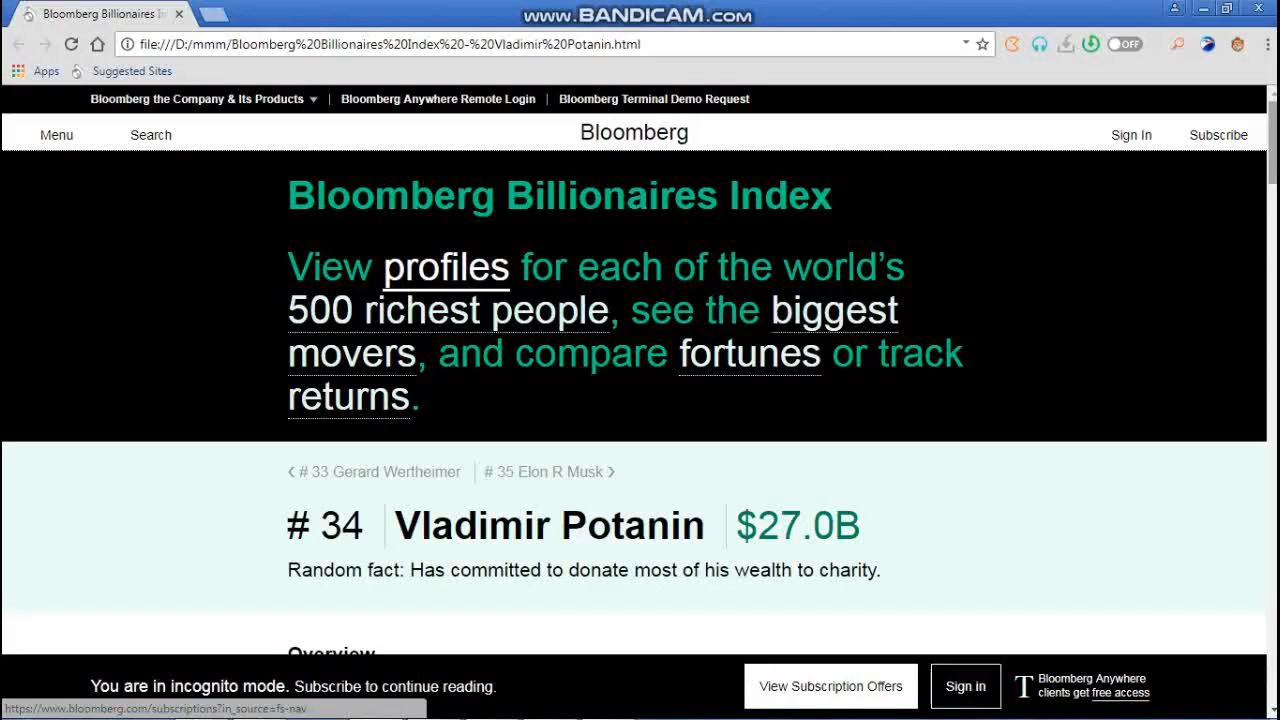 www.BANDICAM.com
Bloomberg Billionaires I
file:///D:/mmm/Bloomberg%20Billionaires%20Index%20-%20Vladimir%20Potanin.html
OFF
Apps Suggested Sites
Bloomberg the Company & Its Products Bloomberg Anywhere Remote Login Bloomberg Terminal Demo Request
Menu Search Bloomberg Sign In Subscribe
Bloomberg Billionaires Index
View profiles for each of the world’s
500 richest people, see the biggest
movers, and compare fortunes or track
returns.
# 33 Gerard Wertheimer # 35 Elon R Musk
# 34 Vladimir Potanin $27.0B
Random fact: Has committed to donate most of his wealth to charity.
Overview
You are in incognito mode. Subscribe to continue reading.
View Subscription Offers
Sign in
T Bloomberg Anywhere
clients get free access
https://www.bloomberg.com/subscriptions?in_source=fs-nav